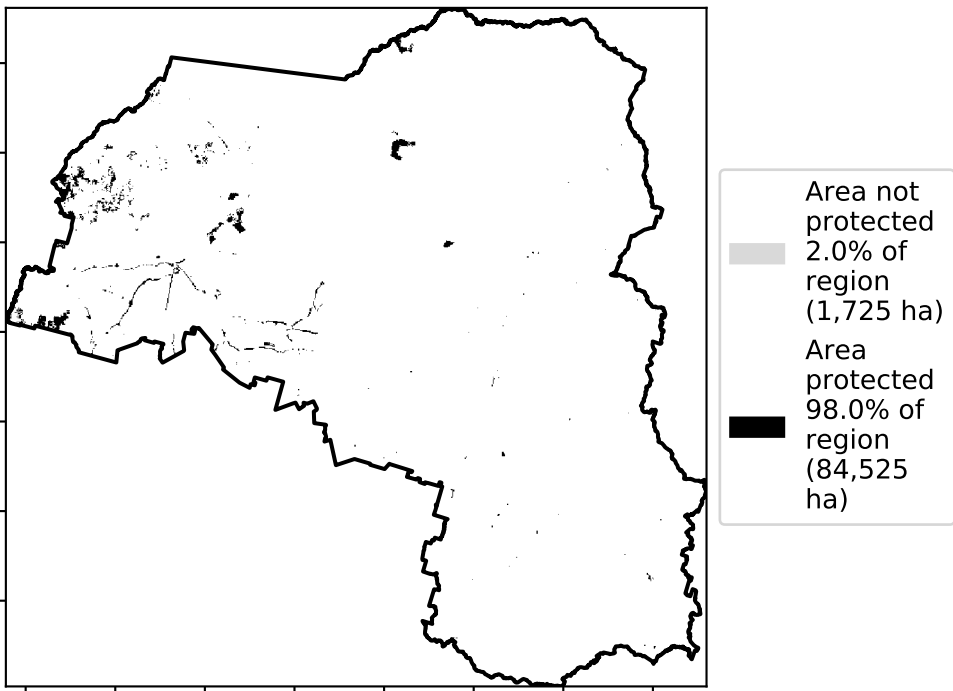 Area not
protected
2.0% of
region
(1,725 ha)
Area
protected
98.0% of
region
(84,525
ha)